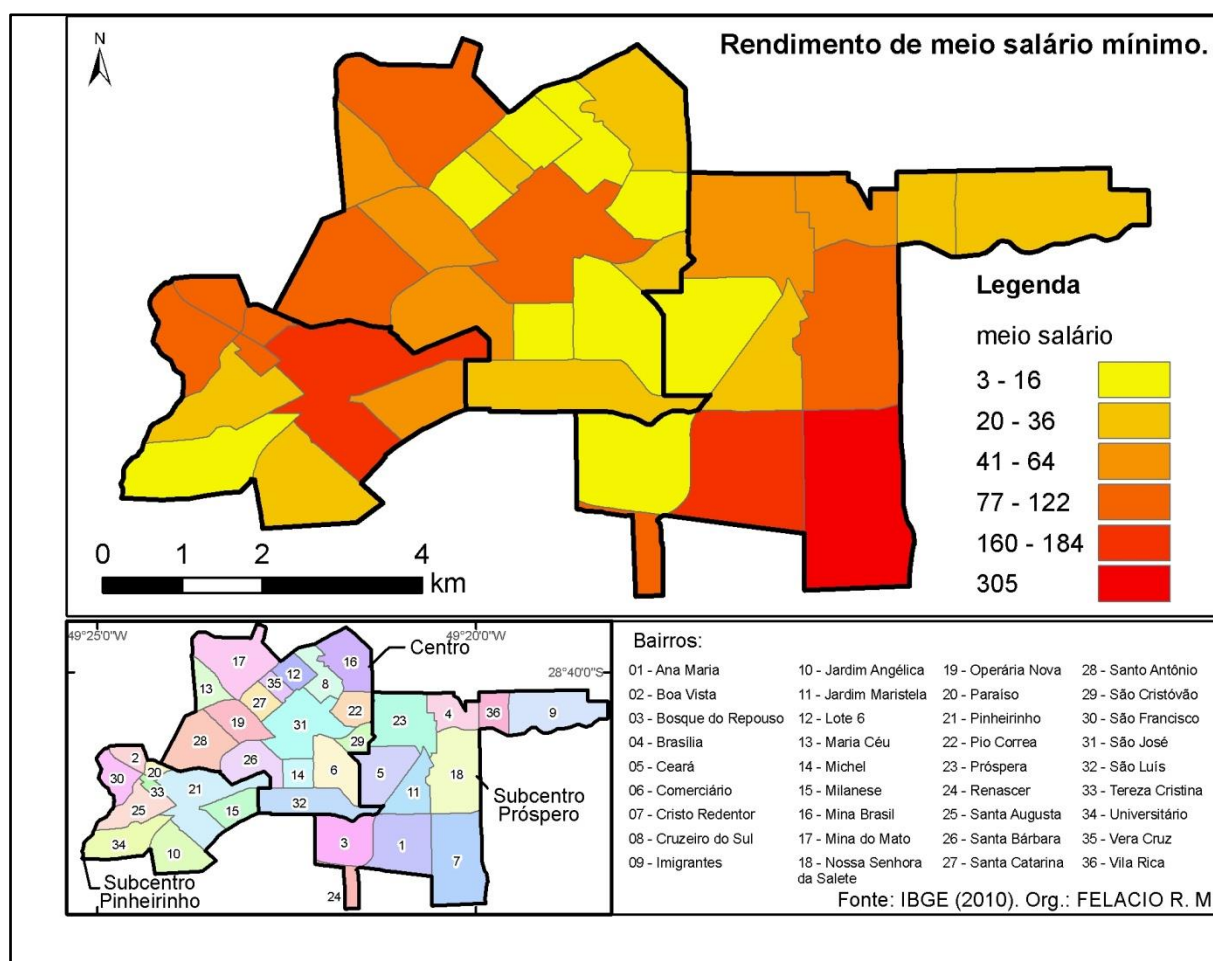 Rendimento de meio salário mínimo.
N
Legenda
meio salário
3 - 16
20 - 36
41 - 64
77 - 122
160 - 184
305
0 1 2 4
km
49°25'0"W
49°20'0"W
28°40'0"S
Centro
Subcentro
Próspero
Subcentro
Pinheirinho
17
12
16
35
8
13
27
22
19
31
23
4
36
9
28
29
2
26
20
30
14
6
5
18
33
21
11
25
15
32
34
10
3
1
7
24
Bairros:
01 - Ana Maria
02 - Boa Vista
03 - Bosque do Repouso
04 - Brasília
05 - Ceará
06 - Comerciário
07 - Cristo Redentor
08 - Cruzeiro do Sul
09 - Imigrantes
10 - Jardim Angélica
11 - Jardim Maristela
12 - Lote 6
13 - Maria Céu
14 - Michel
15 - Milanese
16 - Mina Brasil
17 - Mina do Mato
18 - Nossa Senhora
da Salete
19 - Operária Nova
20 - Paraíso
21 - Pinheirinho
22 - Pio Correa
23 - Próspera
24 - Renascer
25 - Santa Augusta
26 - Santa Bárbara
27 - Santa Catarina
28 - Santo Antônio
29 - São Cristóvão
30 - São Francisco
31 - São José
32 - São Luís
33 - Tereza Cristina
34 - Universitário
35 - Vera Cruz
36 - Vila Rica
Fonte: IBGE (2010). Org.: FELACIO R. M